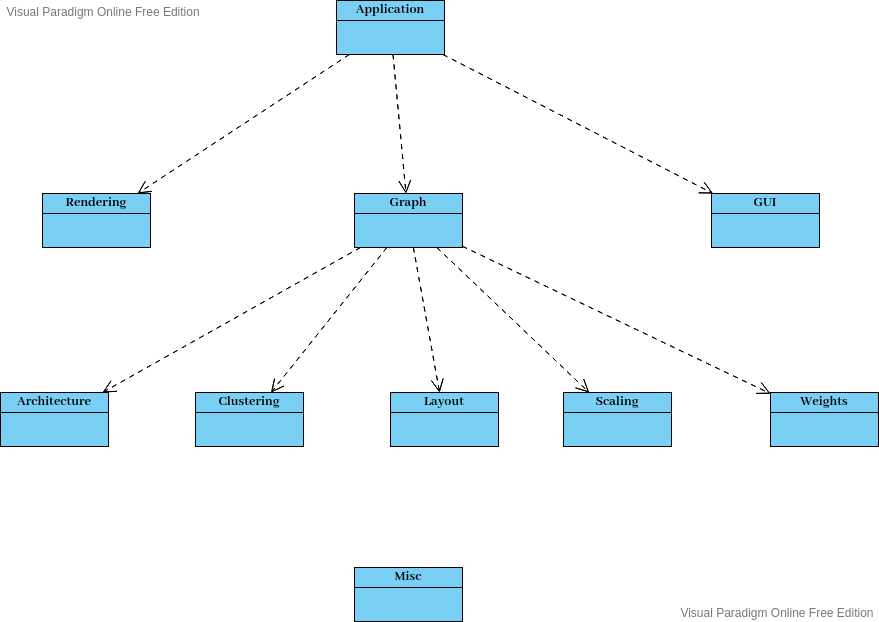 Visual Paradigm Online Free Edition
Application
Rendering
Graph
GUI
Architecture
Clustering
Layout
Scaling
Weights
Misc
Visual Paradigm Online Free Edition